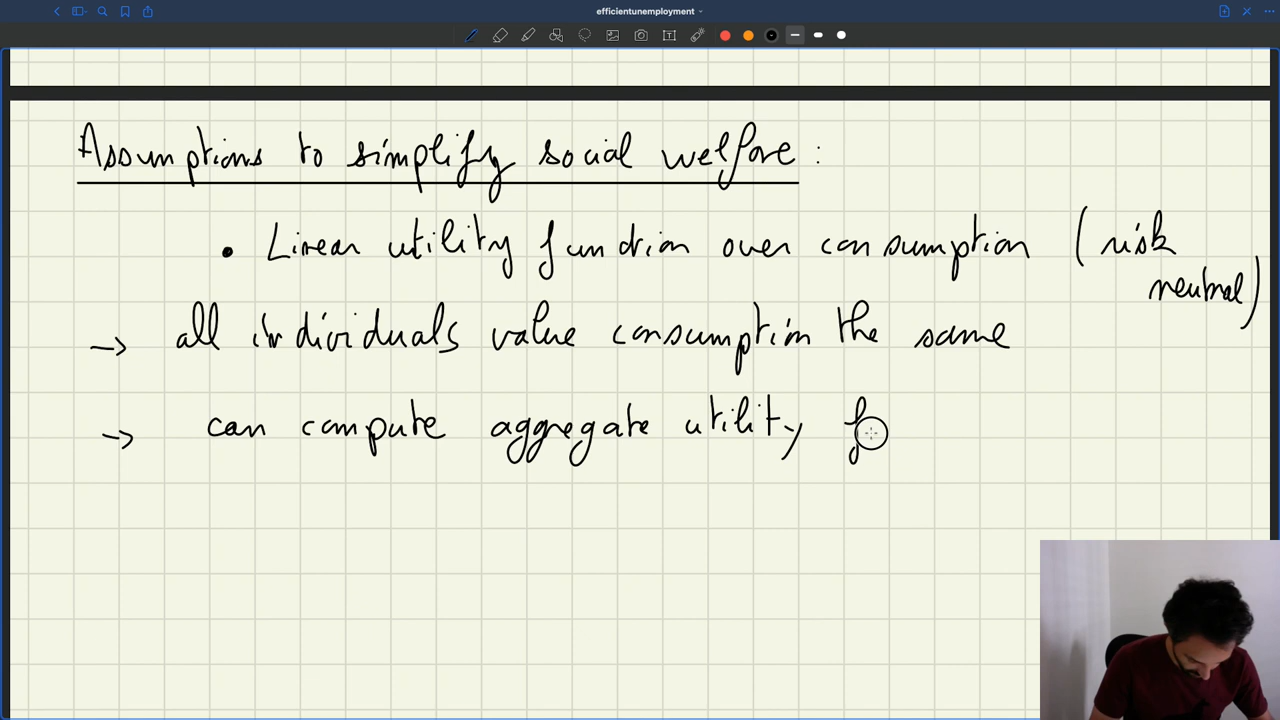 efficientunemployment
Assumptions to simplify social welfare :
• Linear utility function over consumption (risk neutral)
→ all individuals value consumption the same
→ can compute aggregate utility f